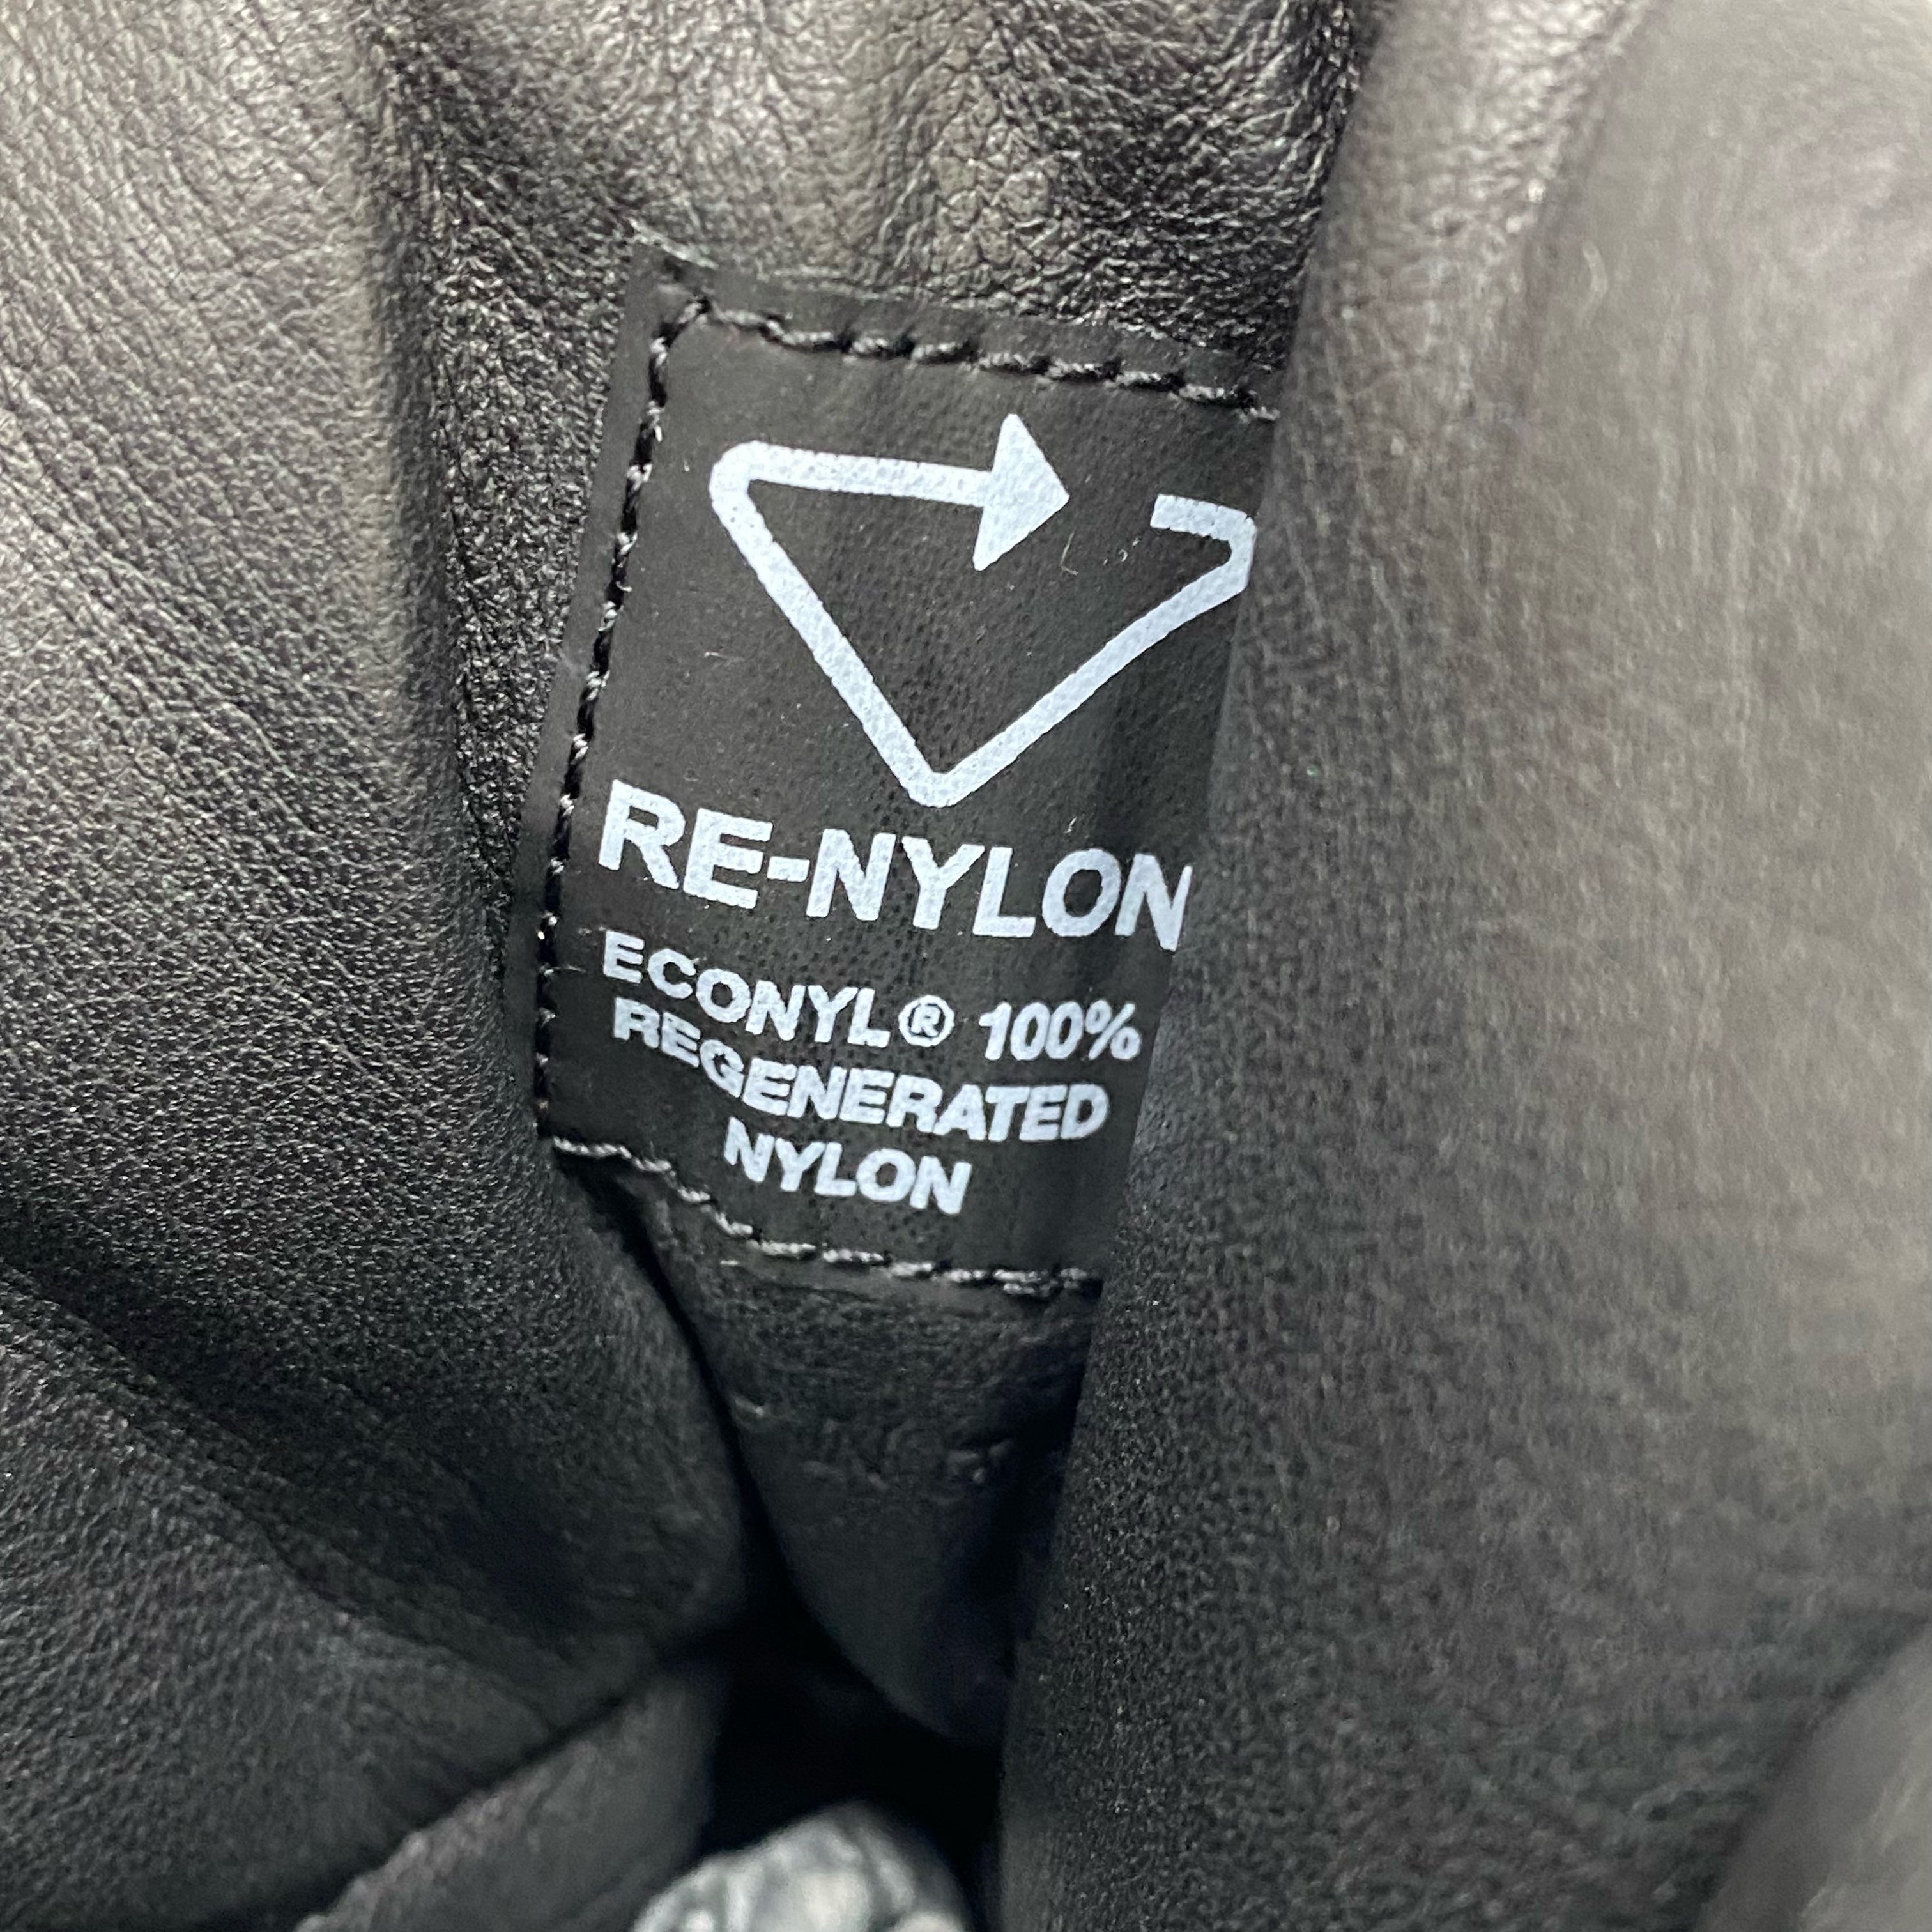 RE-NYLON
ECONYL® 100%
REGENERATED
NYLON